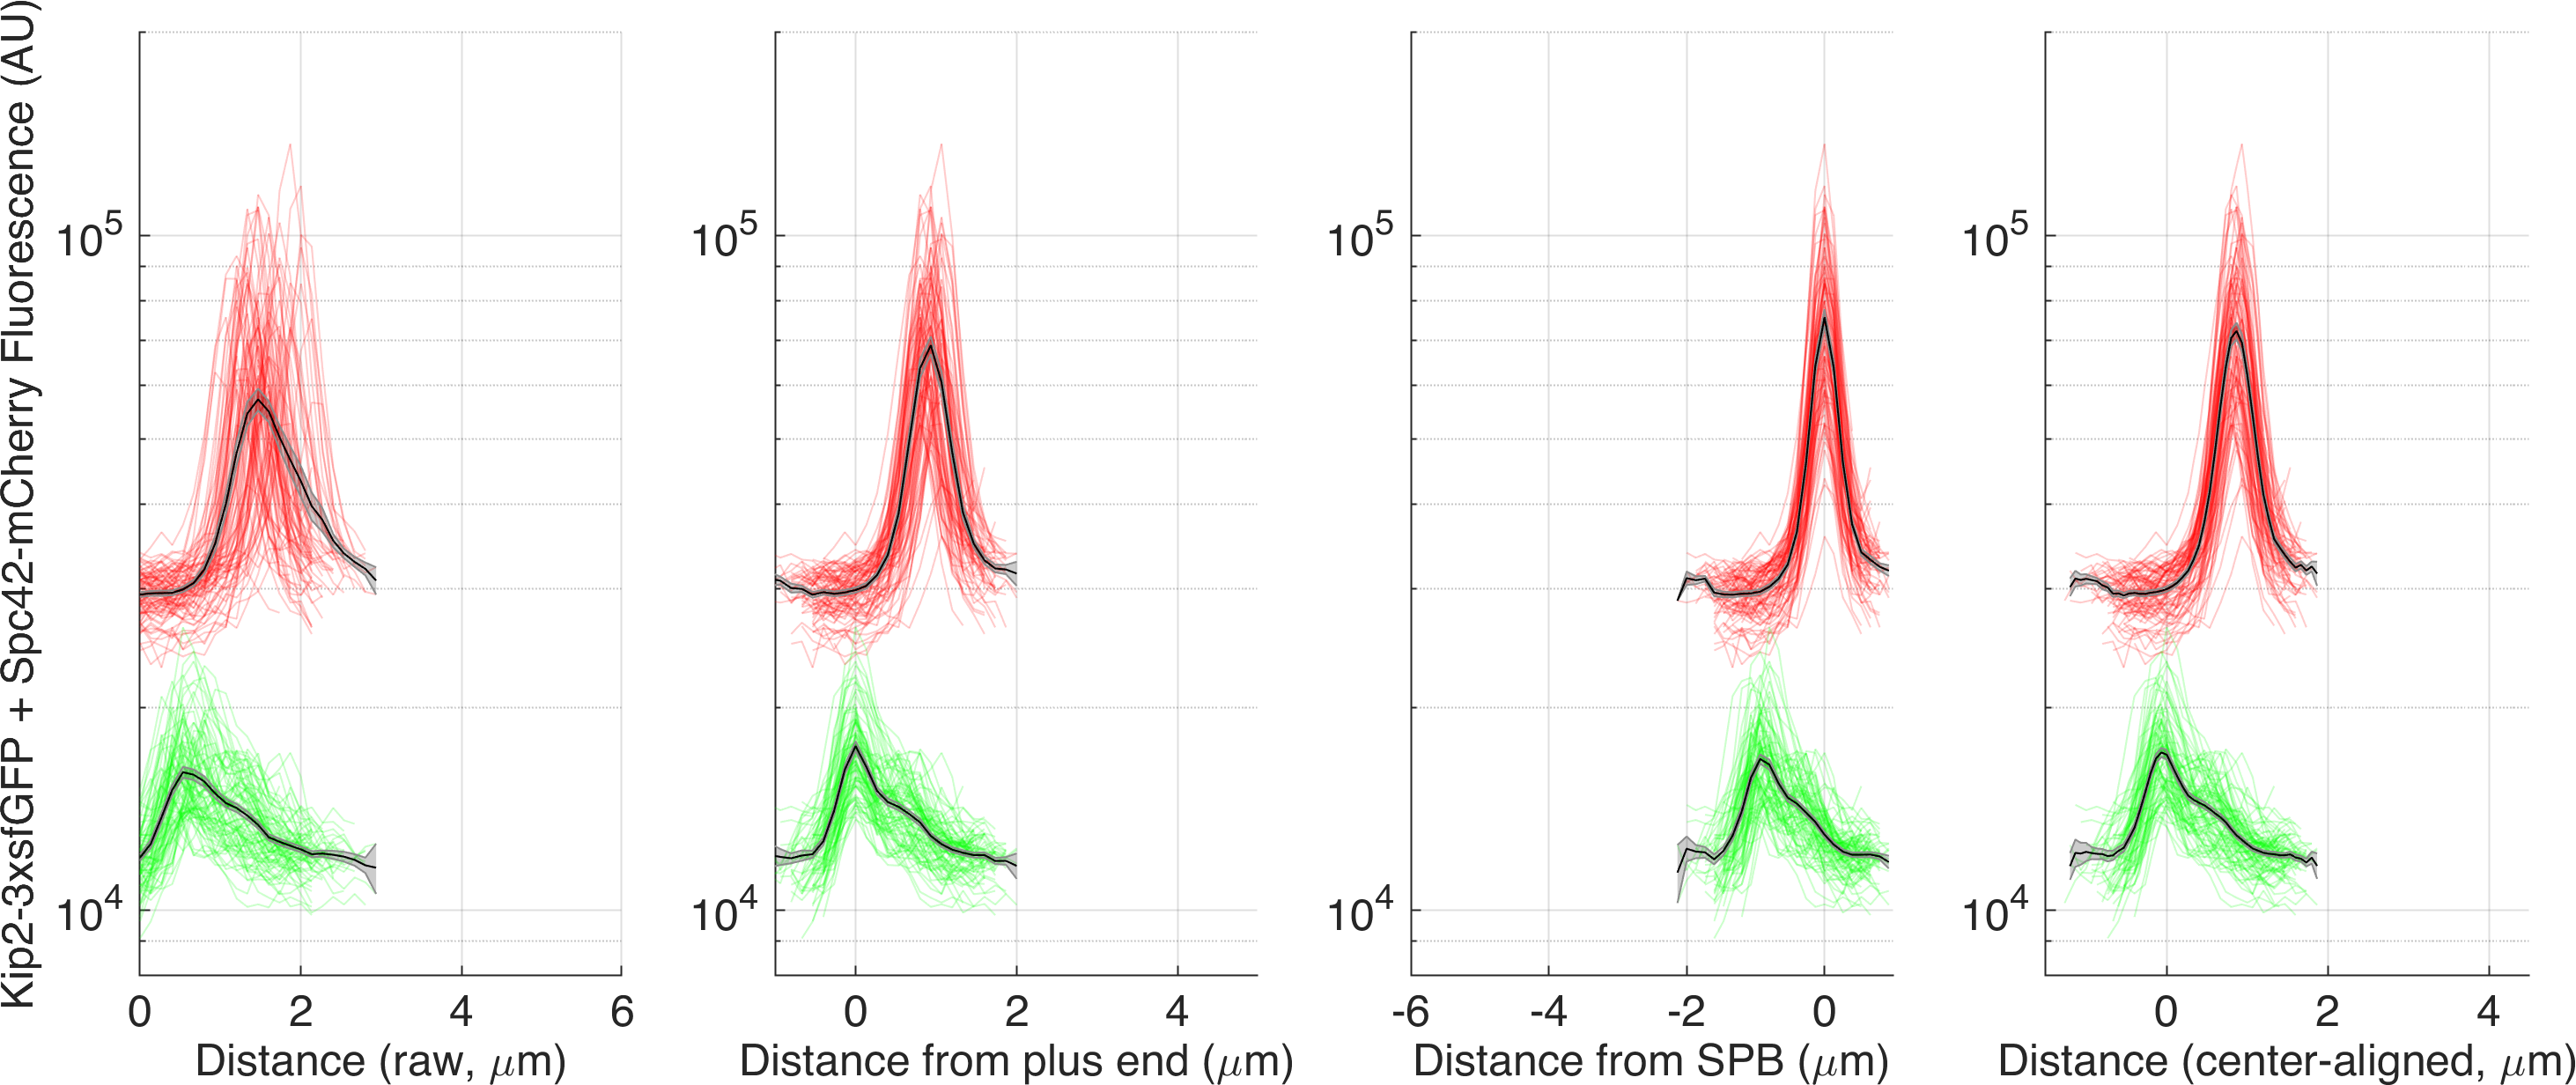 Kip2-3xsfGFP + Spc42-mCherry Fluorescence (AU)
10^5
10^4
0 2 4 6
Distance (raw, μm)
10^5
10^4
0 2 4
Distance from plus end (μm)
10^5
10^4
-6 -4 -2 0
Distance from SPB (μm)
10^5
10^4
0 2 4
Distance (center-aligned, μm)